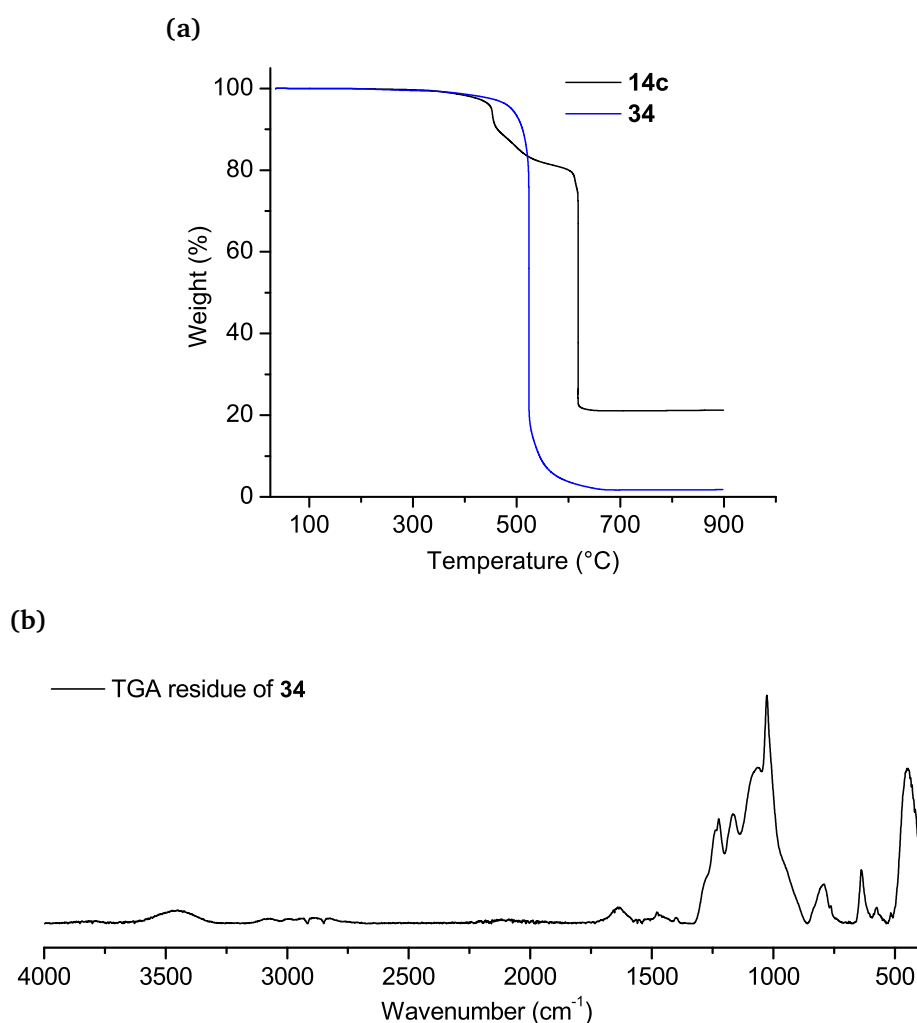 (a)
14c
34
100
80
60
40
20
0
Weight (%)
100 300 500 700 900
Temperature (°C)
(b)
TGA residue of 34
4000 3500 3000 2500 2000 1500 1000 500
Wavenumber (cm⁻¹)